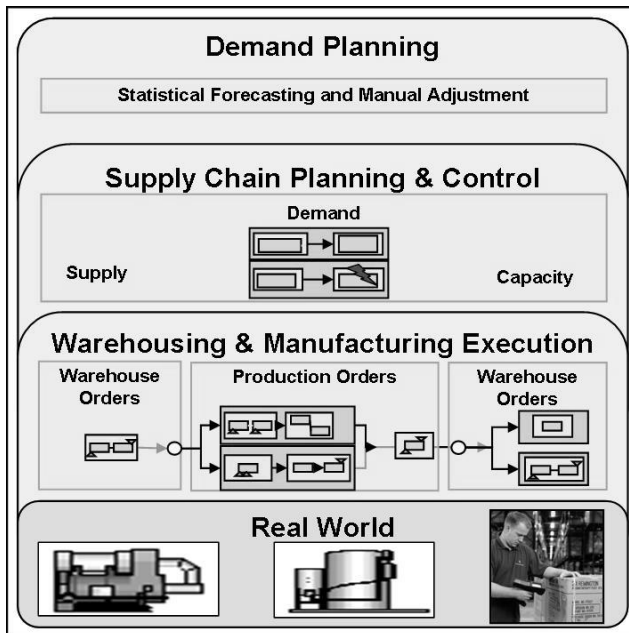 Demand Planning
Statistical Forecasting and Manual Adjustment
Supply Chain Planning & Control
Demand
Supply
Capacity
Warehousing & Manufacturing Execution
Warehouse
Orders
Production Orders
Warehouse
Orders
Real World